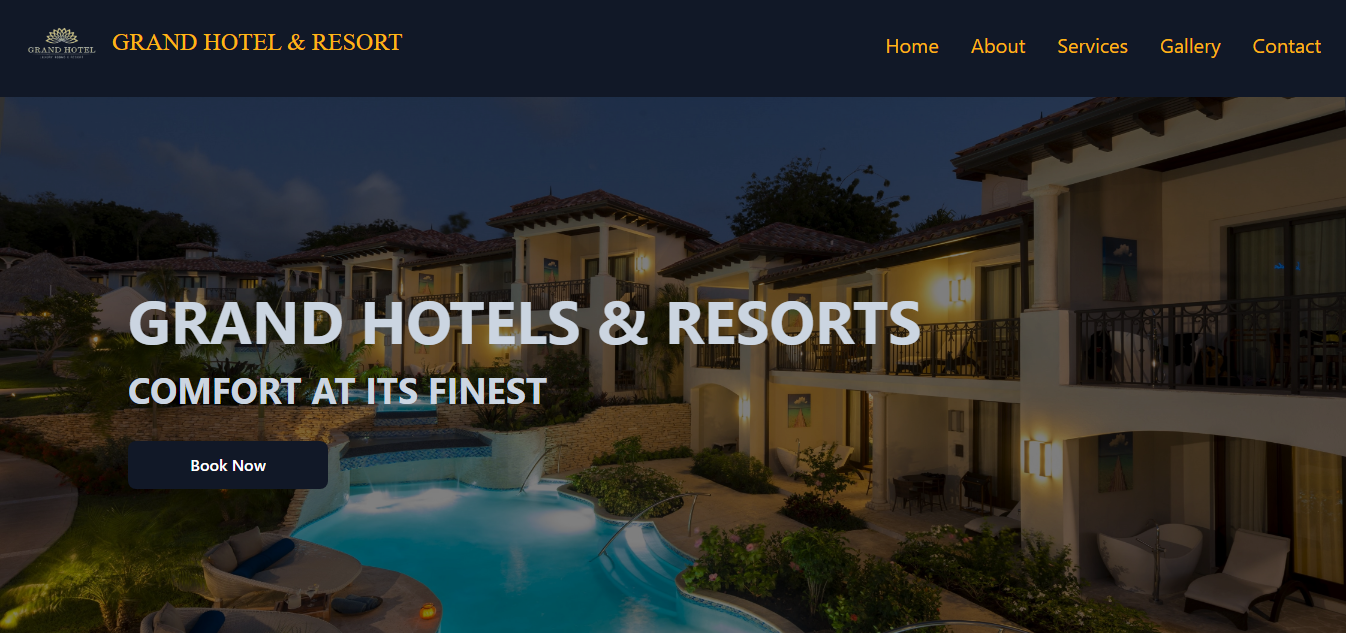 GRAND HOTEL
GRAND HOTEL & RESORT
Home
About
Services
Gallery
Contact
GRAND HOTELS & RESORTS
COMFORT AT ITS FINEST
Book Now